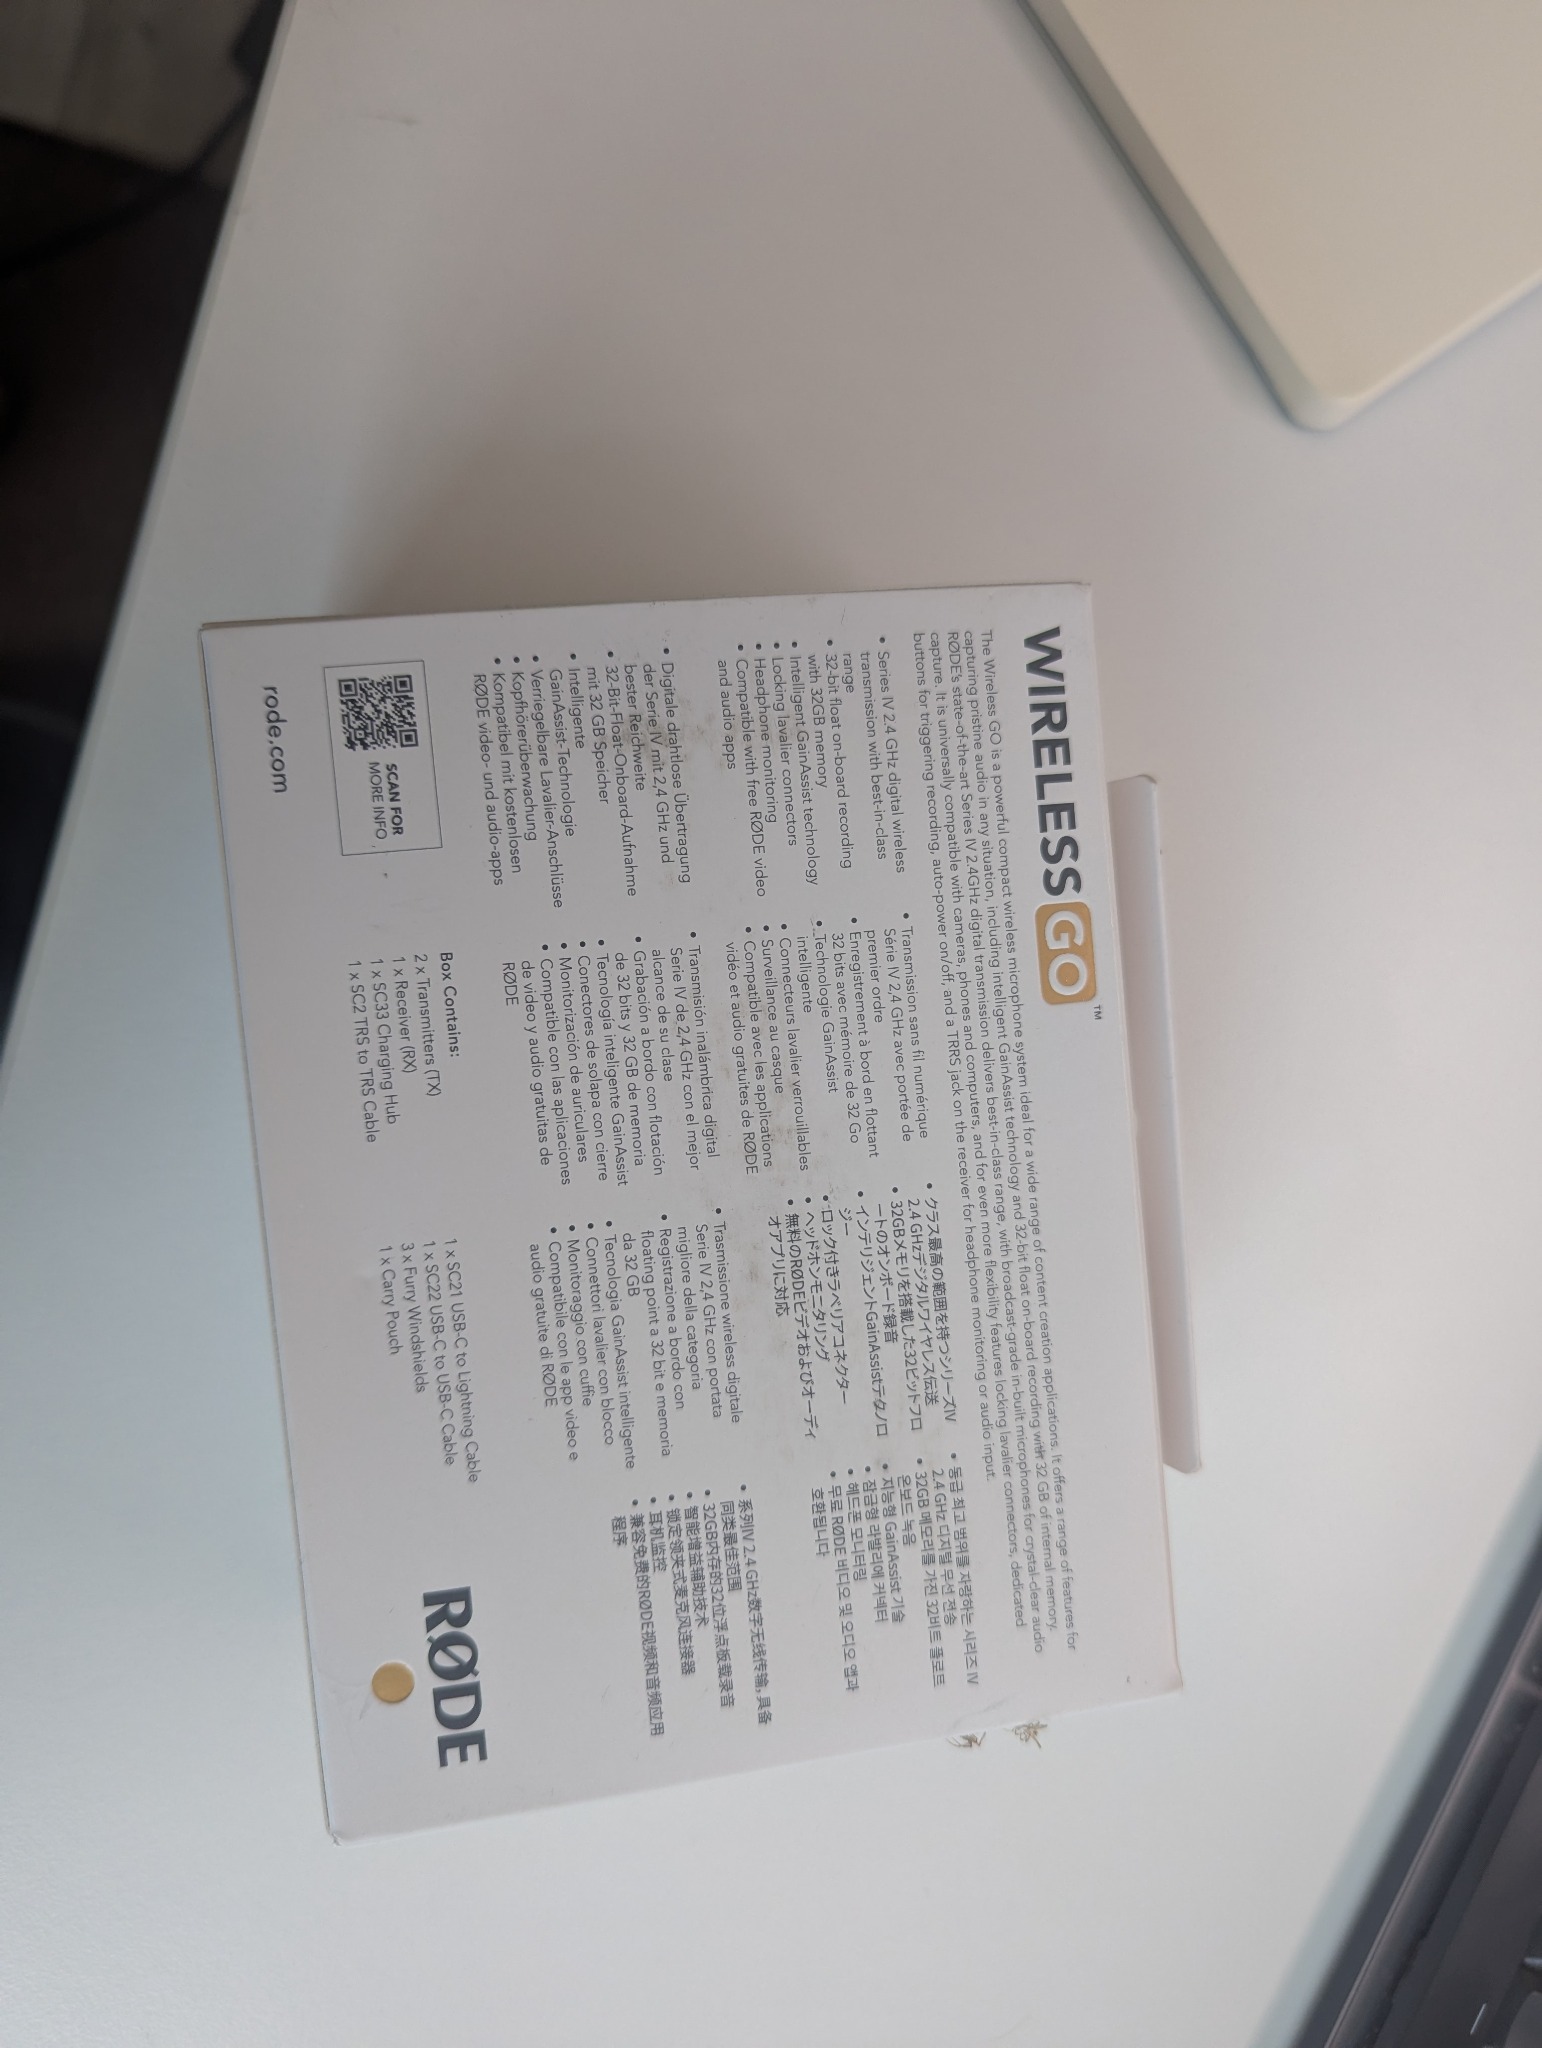 WIRELESS GO™
The Wireless GO is a powerful compact wireless microphone system ideal for a wide range of content creation applications. It offers a range of features for
capturing pristine audio in any situation, including intelligent GainAssist technology and 32-bit float on-board recording with 32 GB of internal memory.
RØDE's state-of-the-art Series IV 2.4GHz digital transmission delivers best-in-class range, with broadcast-grade in-built microphones for crystal-clear audio
capture. It is universally compatible with cameras, phones and computers, and for even more flexibility features locking lavalier connectors, dedicated
buttons for triggering recording, auto-power on/off, and a TRRS jack on the receiver for headphone monitoring or audio input.
• Series IV 2.4 GHz digital wireless
transmission with best-in-class
range
• 32-bit float on-board recording
with 32GB memory
• Intelligent GainAssist technology
• Locking lavalier connectors
• Headphone monitoring
• Compatible with free RØDE video
and audio apps
• Transmission sans fil numérique
Série IV 2,4 GHz avec portée de
premier ordre
• Enregistrement à bord en flottant
32 bits avec mémoire de 32 Go
• Technologie GainAssist
intelligente
• Connecteurs lavalier verrouillables
• Surveillance au casque
• Compatible avec les applications
vidéo et audio gratuites de RØDE
• クラス最高の範囲を持つシリーズIV
2.4 GHzデジタルワイヤレス伝送
• 32GBメモリを搭載した32ビットフロ
ートのオンボード録音
• インテリジェントGainAssistテクノロ
ジー
• ロック付きラベリアコネクター
• ヘッドホンモニタリング
• 無料のRØDEビデオおよびオーディ
オアプリに対応
• 동급 최고 범위를 자랑하는 시리즈 IV
2.4 GHz 디지털 무선 전송
• 32GB 메모리를 가진 32비트 플로트
온보드 녹음
• 지능형 GainAssist 기술
• 잠금형 라발리에 커넥터
• 헤드폰 모니터링
• 무료 RØDE 비디오 및 오디오 앱과
호환됩니다
• Digitale drahtlose Übertragung
der Serie IV mit 2,4 GHz und
bester Reichweite
• 32-Bit-Float-Onboard-Aufnahme
mit 32 GB Speicher
• Intelligente
GainAssist-Technologie
• Verriegelbare Lavalier-Anschlüsse
• Kopfhörerüberwachung
• Kompatibel mit kostenlosen
RØDE video- und audio-apps
• Transmisión inalámbrica digital
Serie IV de 2,4 GHz con el mejor
alcance de su clase
• Grabación a bordo con flotación
de 32 bits y 32 GB de memoria
• Tecnología inteligente GainAssist
• Conectores de solapa con cierre
• Monitorización de auriculares
• Compatible con las aplicaciones
de video y audio gratuitas de
RØDE
• Trasmissione wireless digitale
Serie IV 2,4 GHz con portata
migliore della categoria
• Registrazione a bordo con
floating point a 32 bit e memoria
da 32 GB
• Tecnologia GainAssist intelligente
• Connettori lavalier con blocco
• Monitoraggio con cuffie
• Compatibile con le app video e
audio gratuite di RØDE
• 系列IV 2.4 GHz数字无线传输，具备
同类最佳范围
• 32GB内存的32位浮点板载录音
• 智能增益辅助技术
• 锁定领夹式麦克风连接器
• 耳机监控
• 兼容免费的RØDE视频和音频应用
程序
SCAN FOR
MORE INFO
rode.com
Box Contains:
2 x Transmitters (TX)
1 x Receiver (RX)
1 x SC33 Charging Hub
1 x SC2 TRS to TRS Cable
1 x SC21 USB-C to Lightning Cable
1 x SC22 USB-C to USB-C Cable
3 x Furry Windshields
1 x Carry Pouch
RØDE